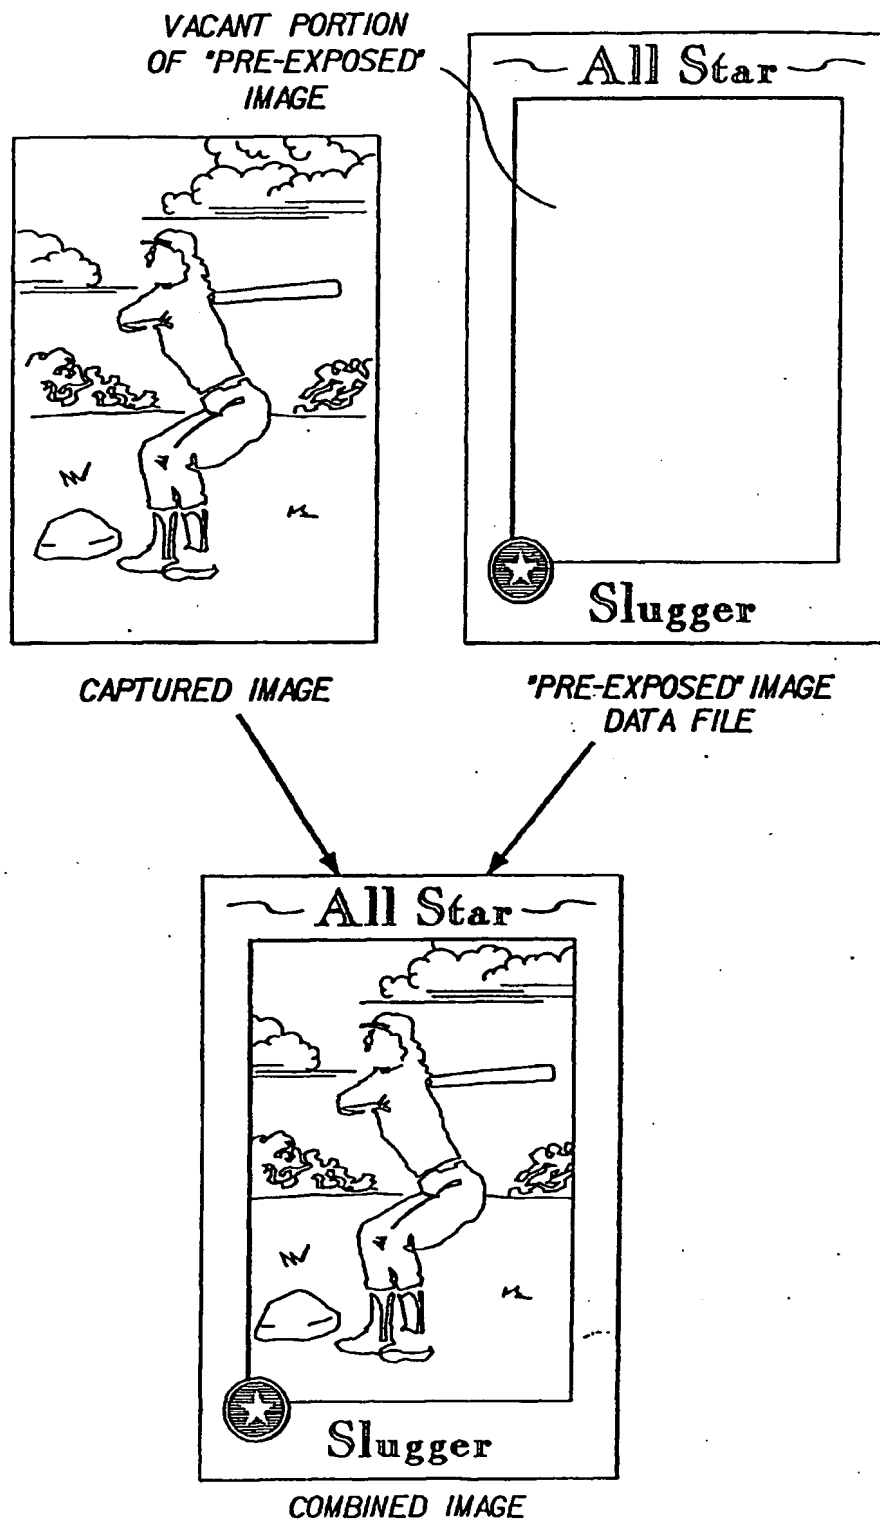 VACANT PORTION
OF "PRE-EXPOSED"
IMAGE
All Star
Slugger
CAPTURED IMAGE
"PRE-EXPOSED" IMAGE
DATA FILE
All Star
Slugger
COMBINED IMAGE